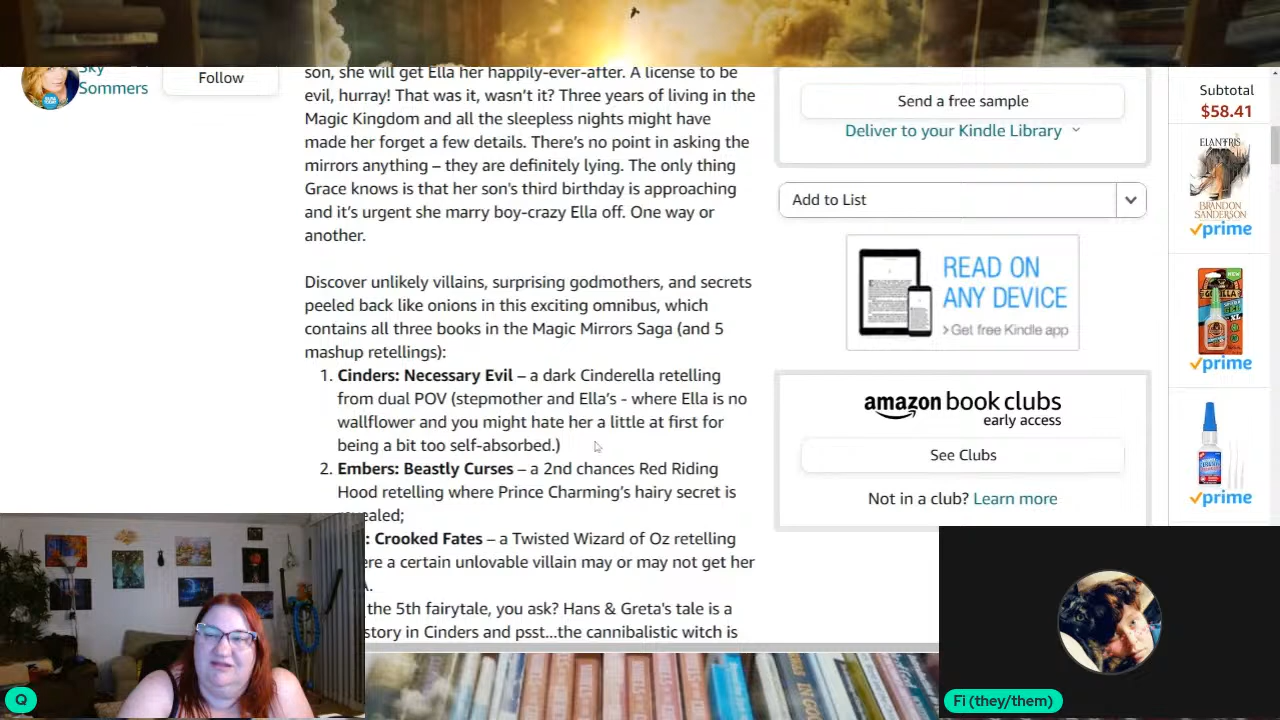 Sky
Sommers
Follow
son, she will get Ella her happily-ever-after. A license to be
evil, hurray! That was it, wasn't it? Three years of living in the
Magic Kingdom and all the sleepless nights might have
made her forget a few details. There's no point in asking the
mirrors anything – they are definitely lying. The only thing
Grace knows is that her son's third birthday is approaching
and it's urgent she marry boy-crazy Ella off. One way or
another.
Discover unlikely villains, surprising godmothers, and secrets
peeled back like onions in this exciting omnibus, which
contains all three books in the Magic Mirrors Saga (and 5
mashup retellings):
1. Cinders: Necessary Evil – a dark Cinderella retelling
from dual POV (stepmother and Ella's - where Ella is no
wallflower and you might hate her a little at first for
being a bit too self-absorbed.)
2. Embers: Beastly Curses – a 2nd chances Red Riding
Hood retelling where Prince Charming's hairy secret is
revealed;
: Crooked Fates – a Twisted Wizard of Oz retelling
ere a certain unlovable villain may or may not get her
A.
the 5th fairytale, you ask? Hans & Greta's tale is a
story in Cinders and psst...the cannibalistic witch is
Send a free sample
Deliver to your Kindle Library
Add to List
READ ON
ANY DEVICE
› Get free Kindle app
amazon book clubs
early access
See Clubs
Not in a club? Learn more
Subtotal
$58.41
ELANTRIS
BRANDON
SANDERSON
prime
prime
prime
Q
Fi (they/them)